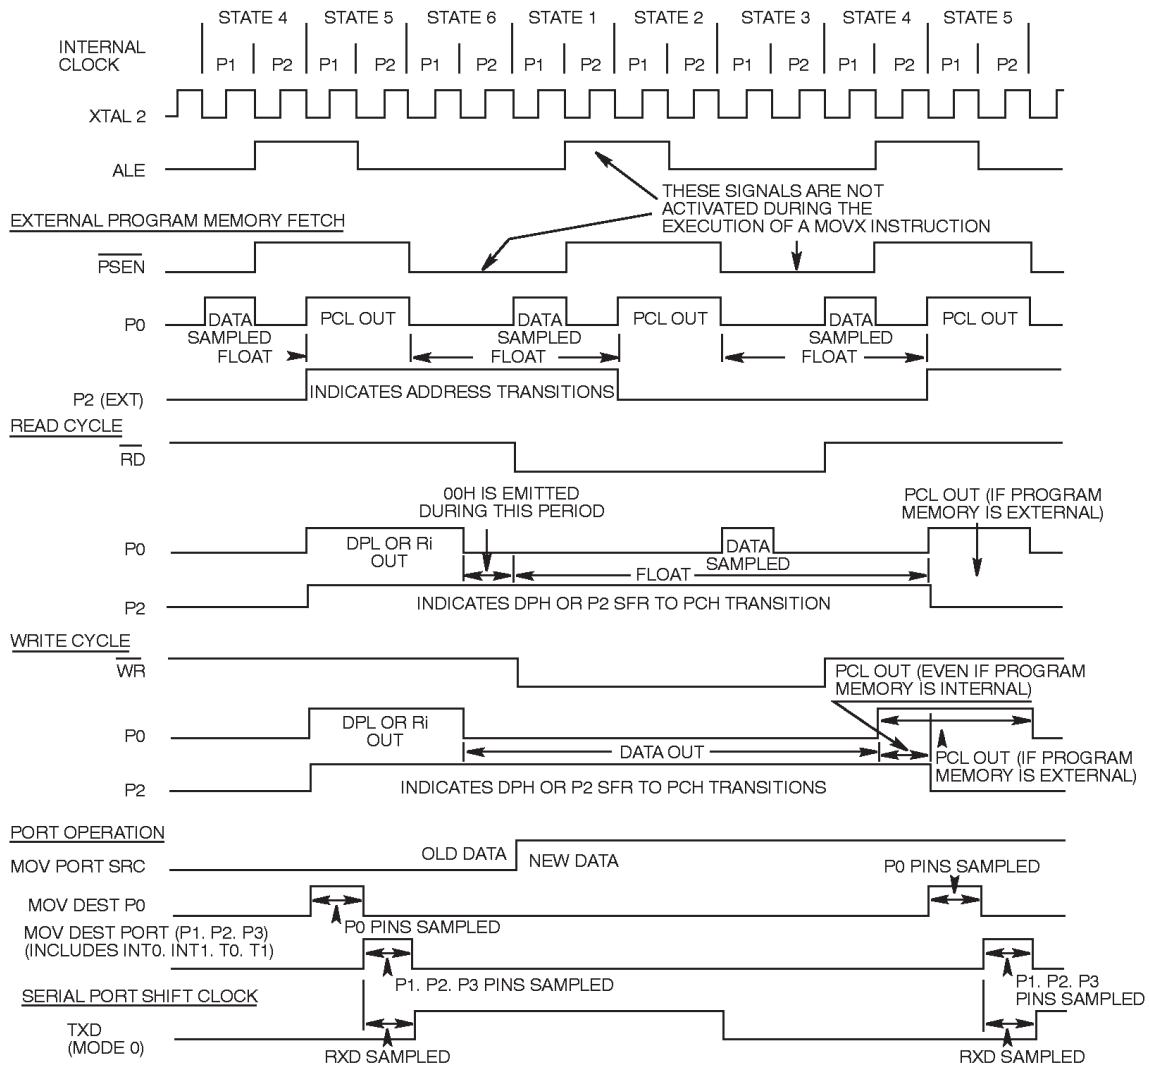 STATE 4 STATE 5 STATE 6 STATE 1 STATE 2 STATE 3 STATE 4 STATE 5
INTERNAL
CLOCK
P1 P2 P1 P2 P1 P2 P1 P2 P1 P2 P1 P2 P1 P2 P1 P2
XTAL 2
ALE
THESE SIGNALS ARE NOT
ACTIVATED DURING THE
EXECUTION OF A MOVX INSTRUCTION
EXTERNAL PROGRAM MEMORY FETCH
PSEN
P0 DATA PCL OUT DATA PCL OUT DATA PCL OUT
SAMPLED SAMPLED SAMPLED
FLOAT FLOAT FLOAT
P2 (EXT) INDICATES ADDRESS TRANSITIONS
READ CYCLE
RD
00H IS EMITTED
DURING THIS PERIOD
PCL OUT (IF PROGRAM
MEMORY IS EXTERNAL)
P0 DPL OR Ri
OUT
DATA
SAMPLED
FLOAT
P2 INDICATES DPH OR P2 SFR TO PCH TRANSITION
WRITE CYCLE
WR
PCL OUT (EVEN IF PROGRAM
MEMORY IS INTERNAL)
P0 DPL OR Ri
OUT
DATA OUT
PCL OUT (IF PROGRAM
MEMORY IS EXTERNAL)
P2 INDICATES DPH OR P2 SFR TO PCH TRANSITIONS
PORT OPERATION
MOV PORT SRC OLD DATA NEW DATA
P0 PINS SAMPLED
MOV DEST P0
P0 PINS SAMPLED
MOV DEST PORT (P1. P2. P3)
(INCLUDES INT0. INT1. T0. T1)
P1. P2. P3 PINS SAMPLED
P1. P2. P3
PINS SAMPLED
SERIAL PORT SHIFT CLOCK
TXD
(MODE 0)
RXD SAMPLED RXD SAMPLED